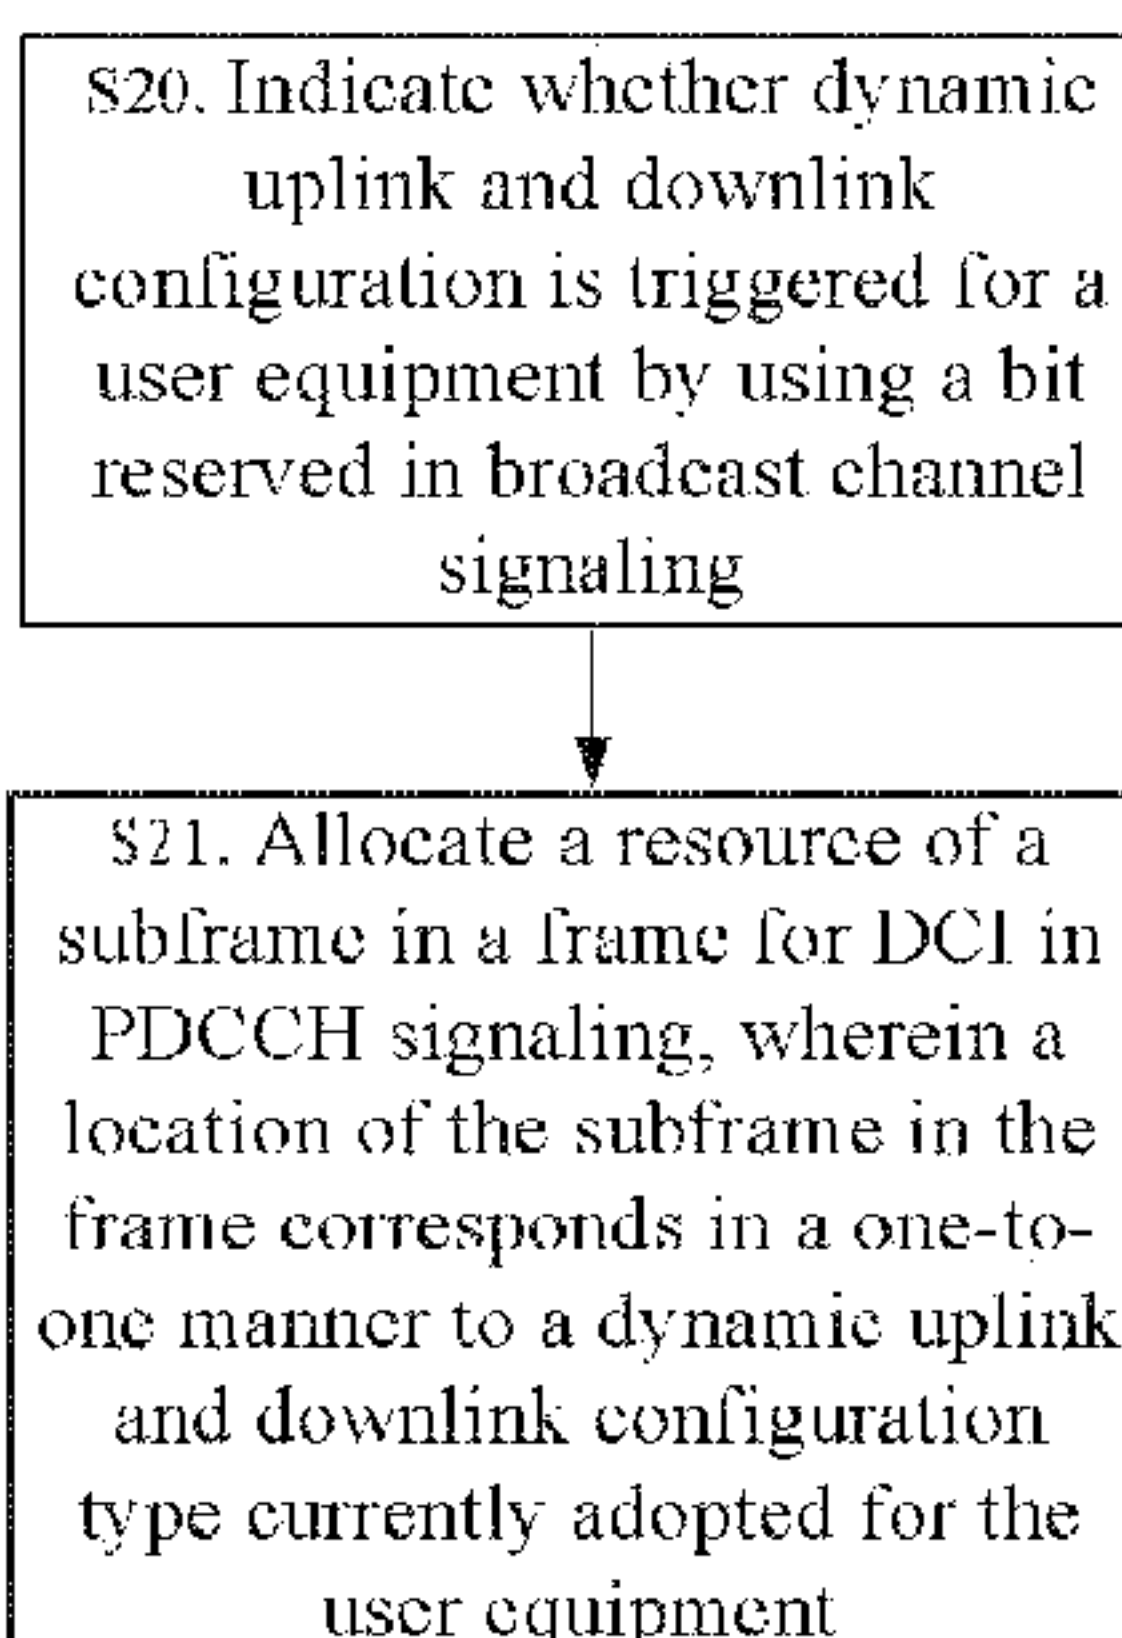 S20. Indicate whether dynamic
uplink and downlink
configuration is triggered for a
user equipment by using a bit
reserved in broadcast channel
signaling
S21. Allocate a resource of a
subframe in a frame for DCI in
PDCCH signaling, wherein a
location of the subframe in the
frame corresponds in a one-to-
one manner to a dynamic uplink
and downlink configuration
type currently adopted for the
user equipment